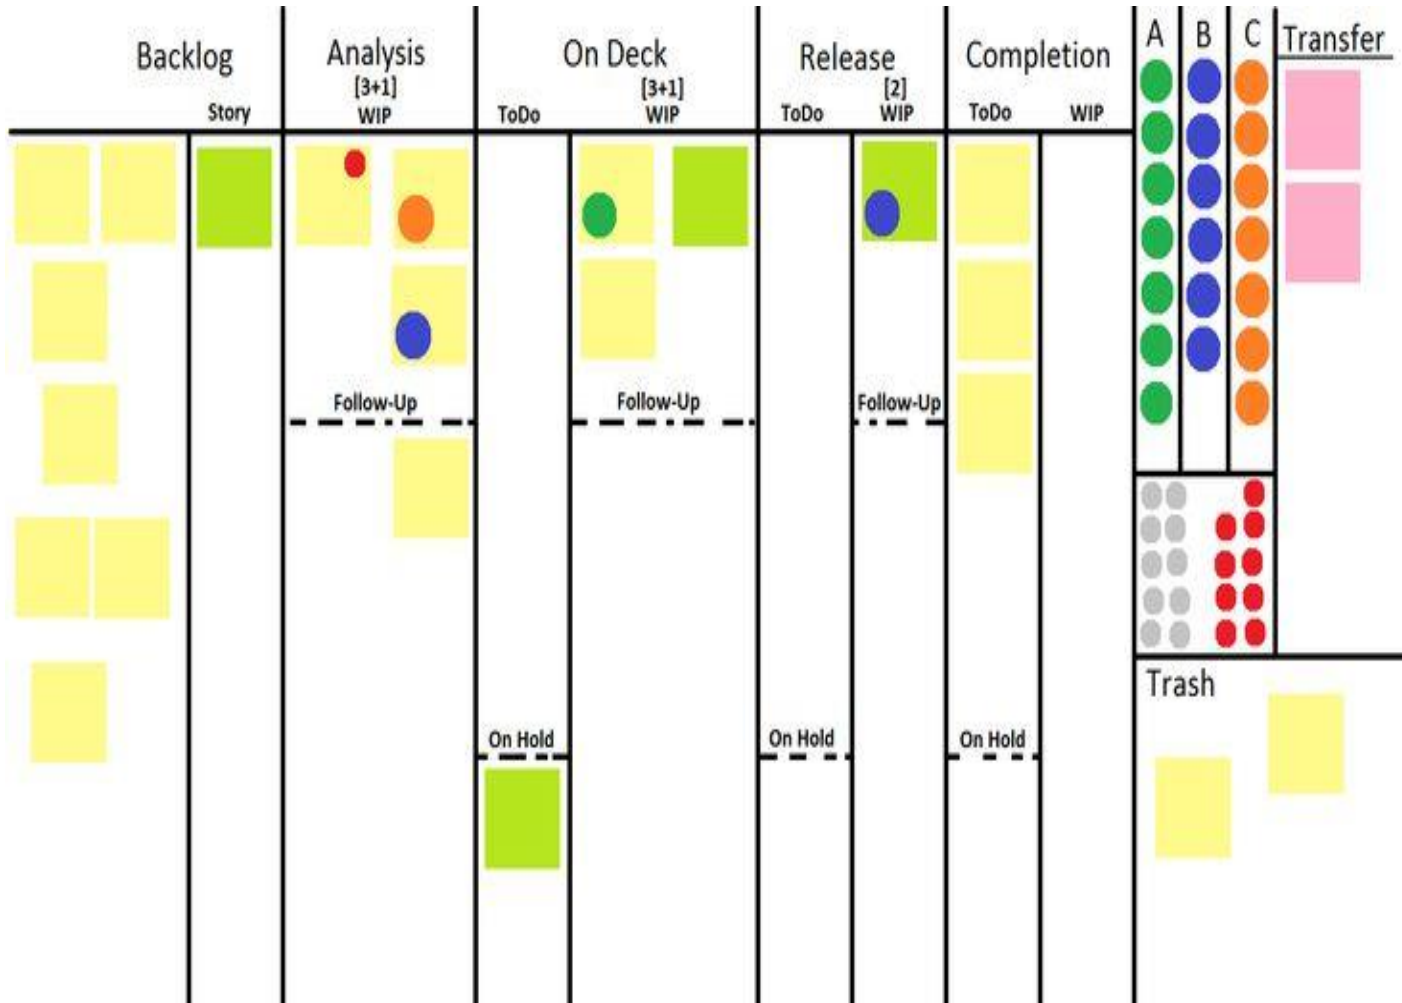 Backlog
Story
Analysis
[3+1]
WIP
On Deck
ToDo
[3+1]
WIP
Release
ToDo
[2]
WIP
Completion
ToDo
WIP
A
B
C
Transfer
Follow-Up
Follow-Up
Follow-Up
On Hold
On Hold
On Hold
Trash